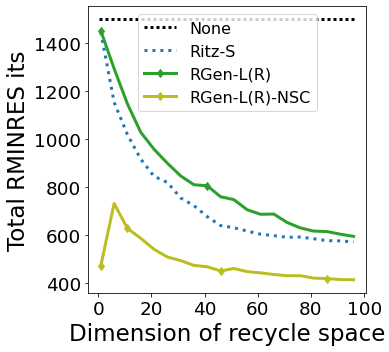 Total RMINRES its
1400
1200
1000
800
600
400
None
Ritz-S
RGen-L(R)
RGen-L(R)-NSC
0 20 40 60 80 100
Dimension of recycle space